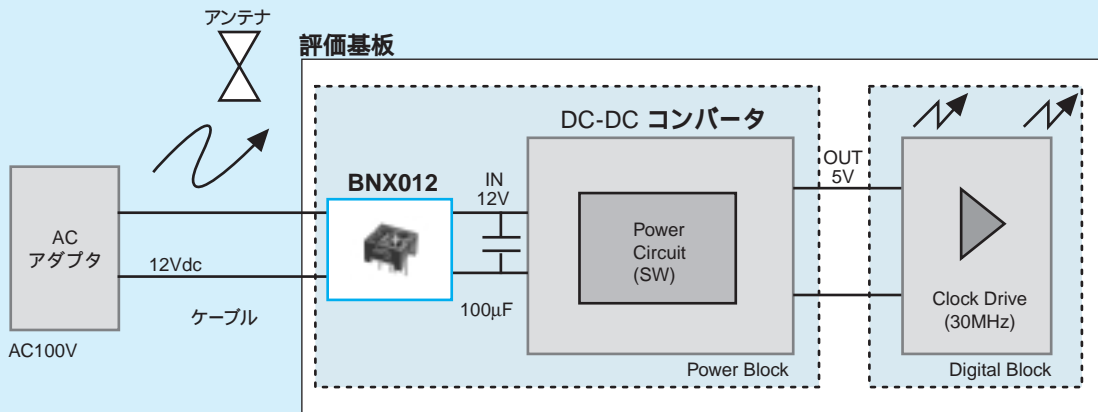 アンテナ
評価基板
DC-DC コンバータ
BNX012
IN
12V
OUT
5V
AC
アダプタ
12Vdc
Power
Circuit
(SW)
ケーブル
100μF
Clock Drive
(30MHz)
AC100V
Power Block
Digital Block